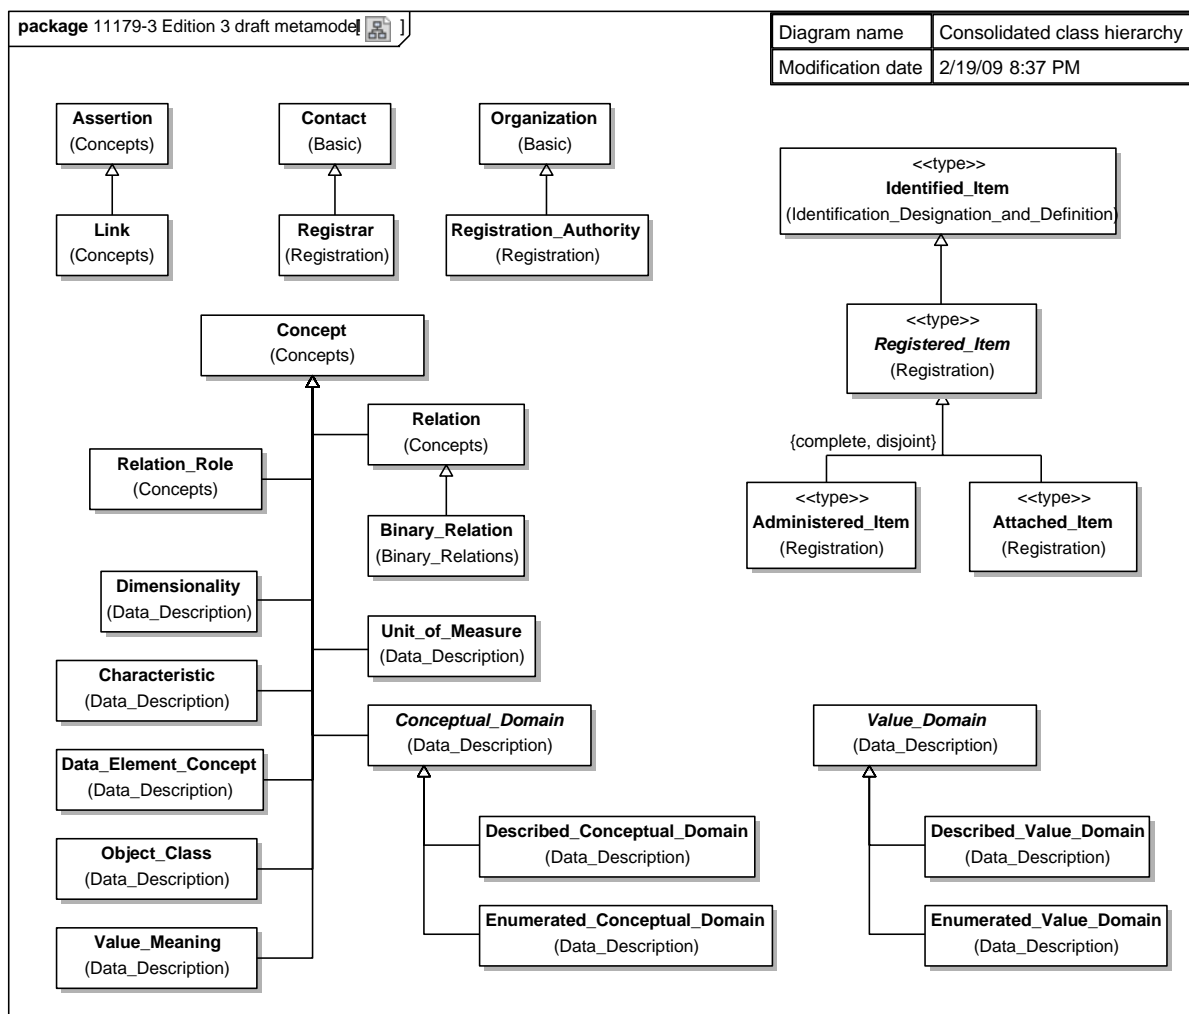 package 11179-3 Edition 3 draft metamodel[ ]
Diagram name Consolidated class hierarchy
Modification date 2/19/09 8:37 PM
Assertion
(Concepts)
Contact
(Basic)
Organization
(Basic)
<<type>>
Identified_Item
(Identification_Designation_and_Definition)
Link
(Concepts)
Registrar
(Registration)
Registration_Authority
(Registration)
Concept
(Concepts)
<<type>>
Registered_Item
(Registration)
Relation
(Concepts)
{complete, disjoint}
Relation_Role
(Concepts)
<<type>>
Administered_Item
(Registration)
<<type>>
Attached_Item
(Registration)
Binary_Relation
(Binary_Relations)
Dimensionality
(Data_Description)
Unit_of_Measure
(Data_Description)
Characteristic
(Data_Description)
Conceptual_Domain
(Data_Description)
Value_Domain
(Data_Description)
Data_Element_Concept
(Data_Description)
Described_Conceptual_Domain
(Data_Description)
Described_Value_Domain
(Data_Description)
Object_Class
(Data_Description)
Enumerated_Conceptual_Domain
(Data_Description)
Enumerated_Value_Domain
(Data_Description)
Value_Meaning
(Data_Description)